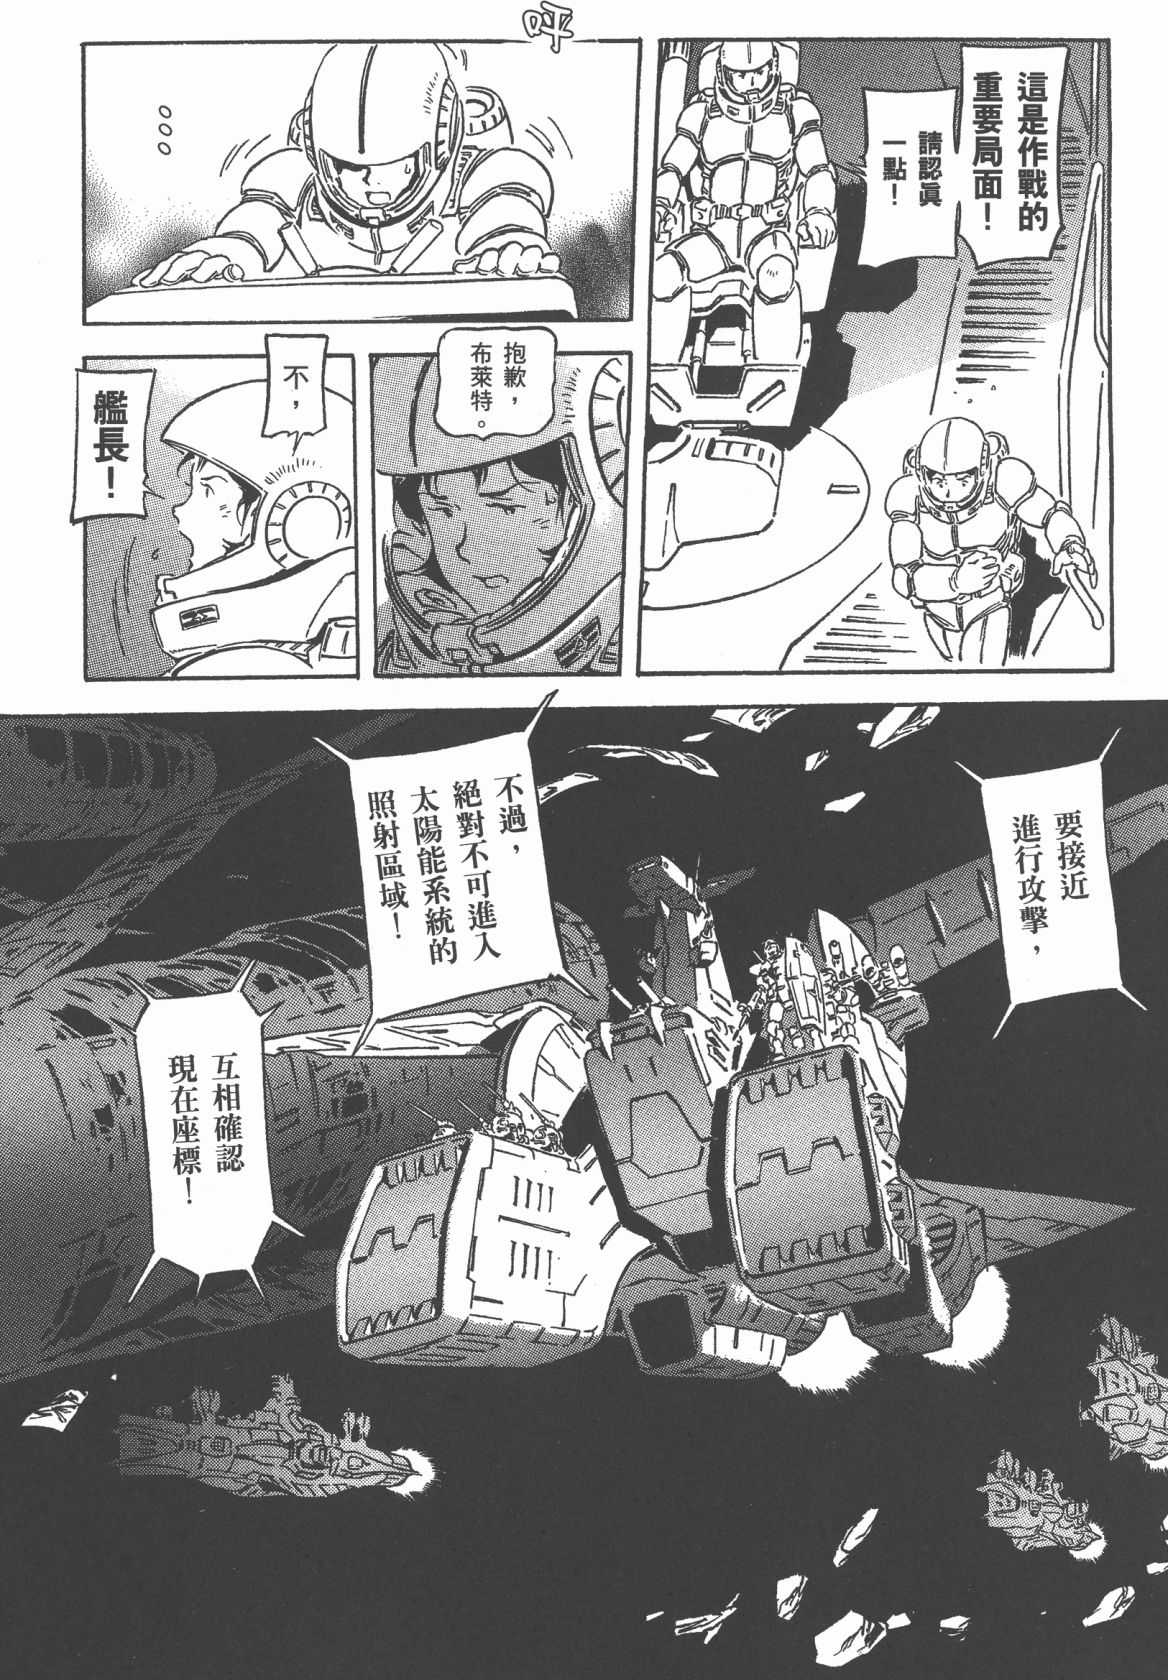 這是作戰的
重要局面！
請認真
一點！
呼
。。。
抱歉，
布萊特。
不，
艦長！
要接近
進行攻擊，
不過，
絕對不可進入
太陽能系統的
照射區域！
互相確認
現在座標！